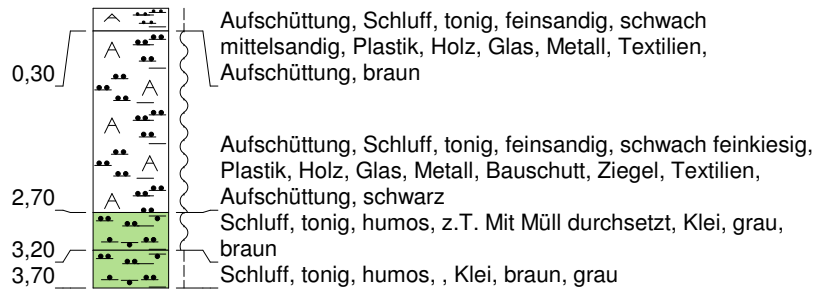 Aufschüttung, Schluff, tonig, feinsandig, schwach
mittelsandig, Plastik, Holz, Glas, Metall, Textilien,
Aufschüttung, braun
0,30
Aufschüttung, Schluff, tonig, feinsandig, schwach feinkiesig,
Plastik, Holz, Glas, Metall, Bauschutt, Ziegel, Textilien,
Aufschüttung, schwarz
2,70
Schluff, tonig, humos, z.T. Mit Müll durchsetzt, Klei, grau,
braun
3,20
Schluff, tonig, humos, , Klei, braun, grau
3,70